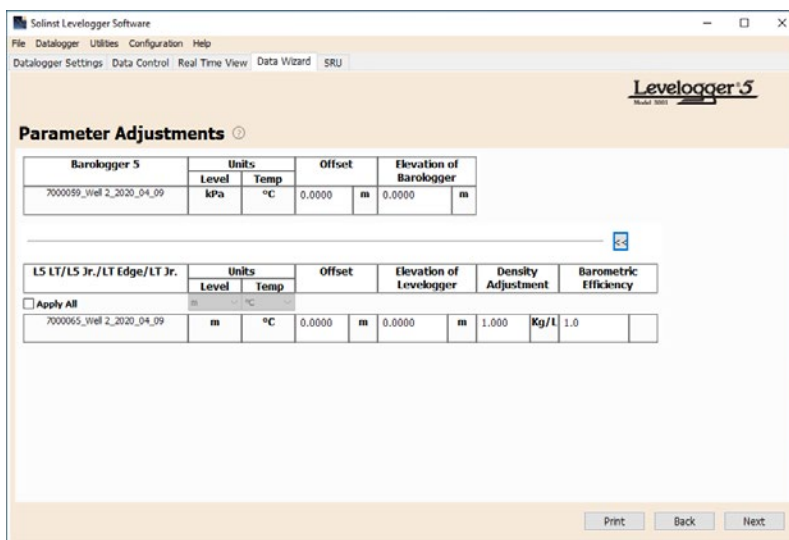 Solinst Levelogger Software
File Datalogger Utilities Configuration Help
Datalogger Settings Data Control Real Time View Data Wizard SRU
Levelogger 5
Model 3001
Parameter Adjustments ?
Barologger 5 Units Offset Elevation of Barologger
Level Temp
7000059_Well 2_2020_04_09 kPa °C 0.0000 m 0.0000 m
<<
L5 LT/L5 Jr./LT Edge/LT Jr. Units Offset Elevation of Levelogger Density Adjustment Barometric Efficiency
Level Temp
Apply All m °C
7000065_Well 2_2020_04_09 m °C 0.0000 m 0.0000 m 1.000 Kg/L 1.0
Print Back Next